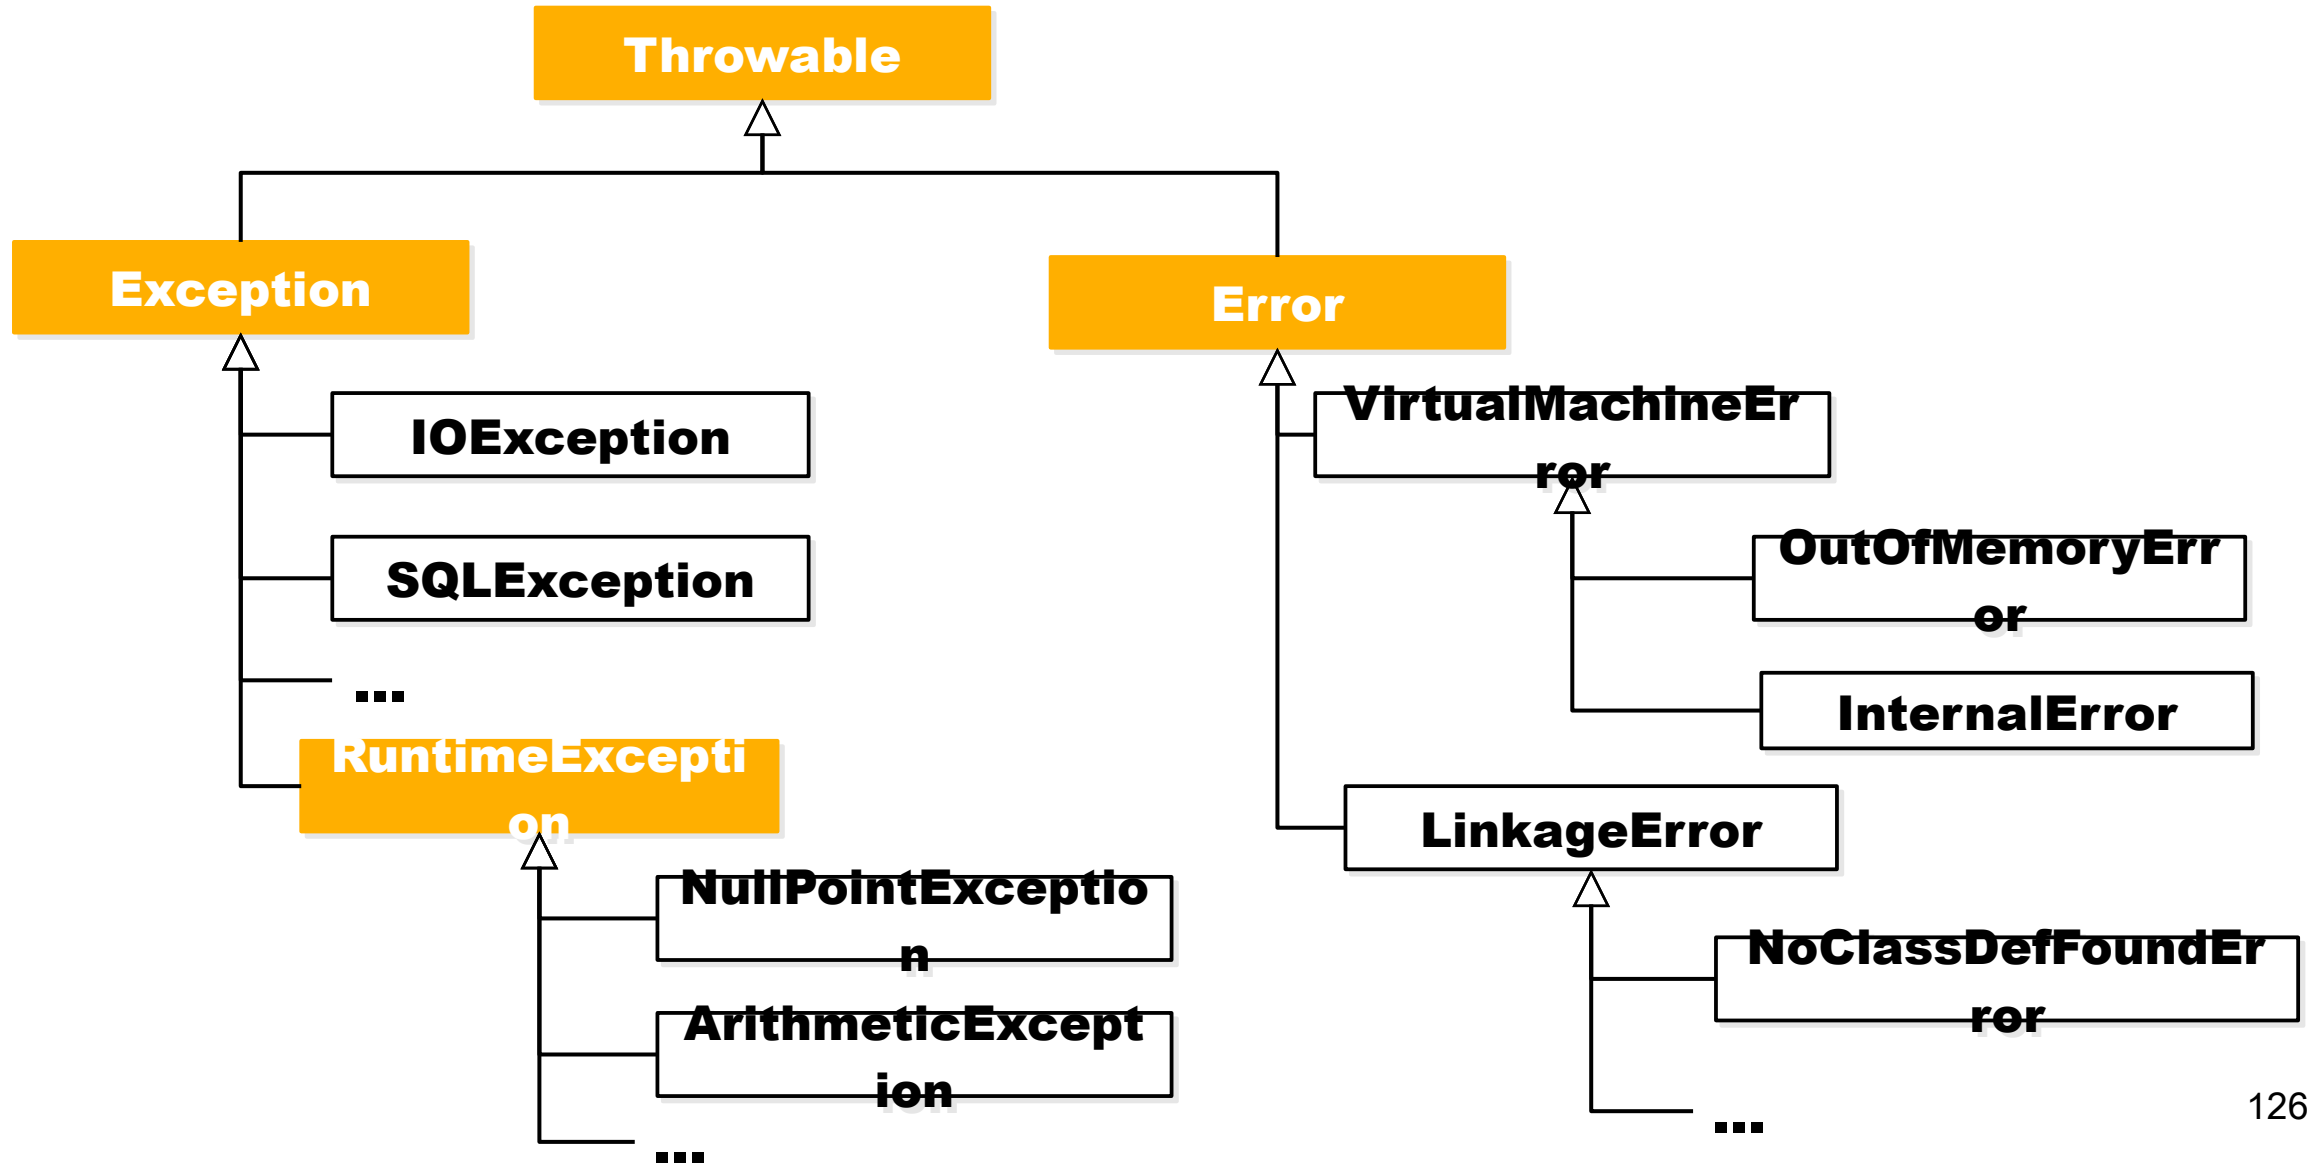 Throwable
Exception
Error
IOException
VirtualMachineEr
ror
SQLException
OutOfMemoryErr
or
...
InternalError
RuntimeExcepti
on
LinkageError
NullPointExceptio
n
NoClassDefFoundEr
ror
ArithmeticExcept
ion
...
...
126